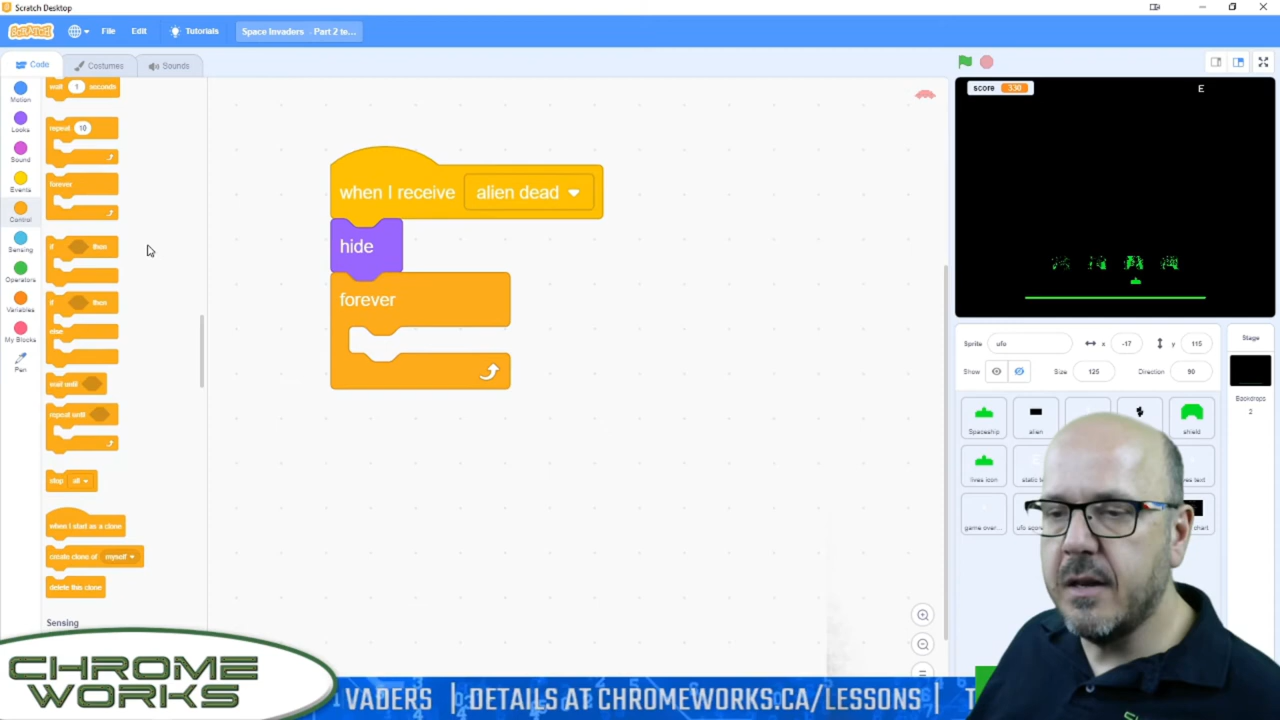 Scratch Desktop
SCRATCH
File
Edit
Tutorials
Space Invaders - Part 2 te...
Code
Costumes
Sounds
Motion
Looks
Sound
Events
Control
Sensing
Operators
Variables
My Blocks
Pen
wait 1 seconds
repeat 10
forever
if then
if then
else
wait until
repeat until
stop all
when I start as a clone
create clone of myself
delete this clone
Sensing
when I receive alien dead
hide
forever
score 330
E
Sprite ufo x -17 y 115
Show Size 125 Direction 90
Stage
Backdrops
2
Spaceship
alien
shield
lives icon
game over...
CHROME
WORKS
VADERS | DETAILS AT CHROMEWORKS.CA/LESSONS | T